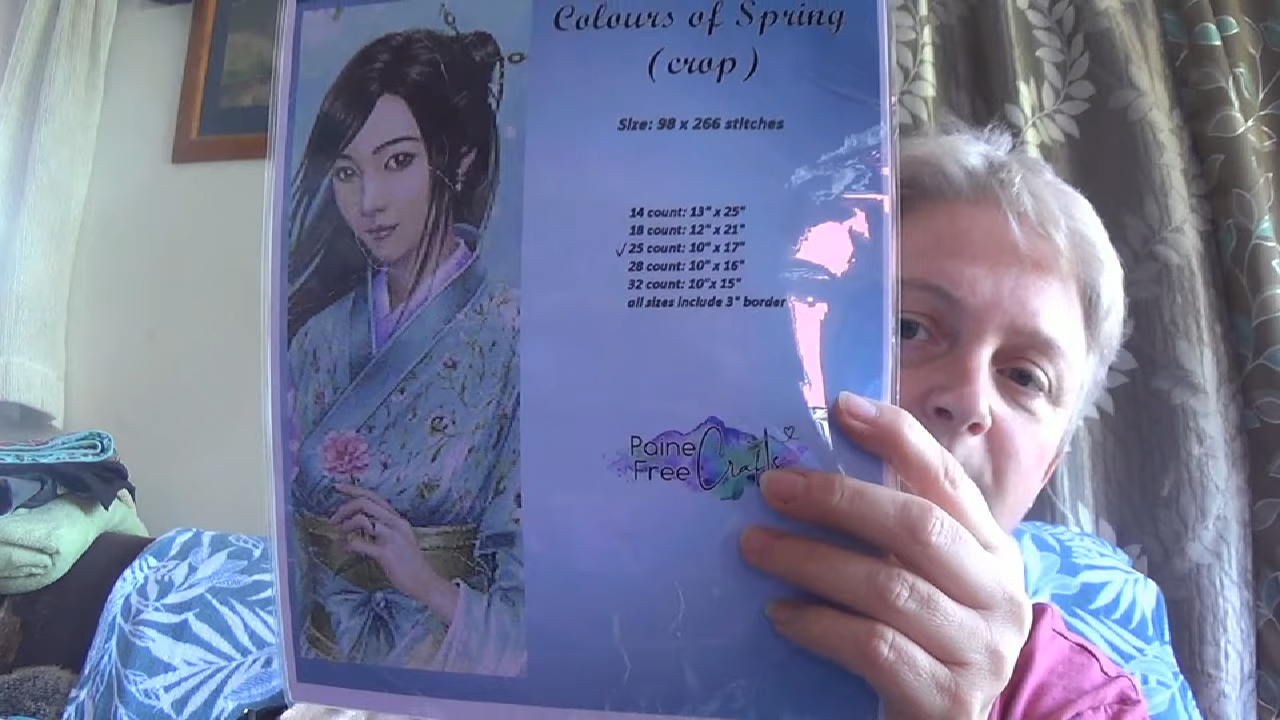 Colours of Spring
(crop)
Size: 98 x 266 stitches
14 count: 13" x 25"
18 count: 12" x 21"
✓25 count: 10" x 17"
28 count: 10" x 16"
32 count: 10"x 15"
all sizes include 3" border
Paine
Free Crafts